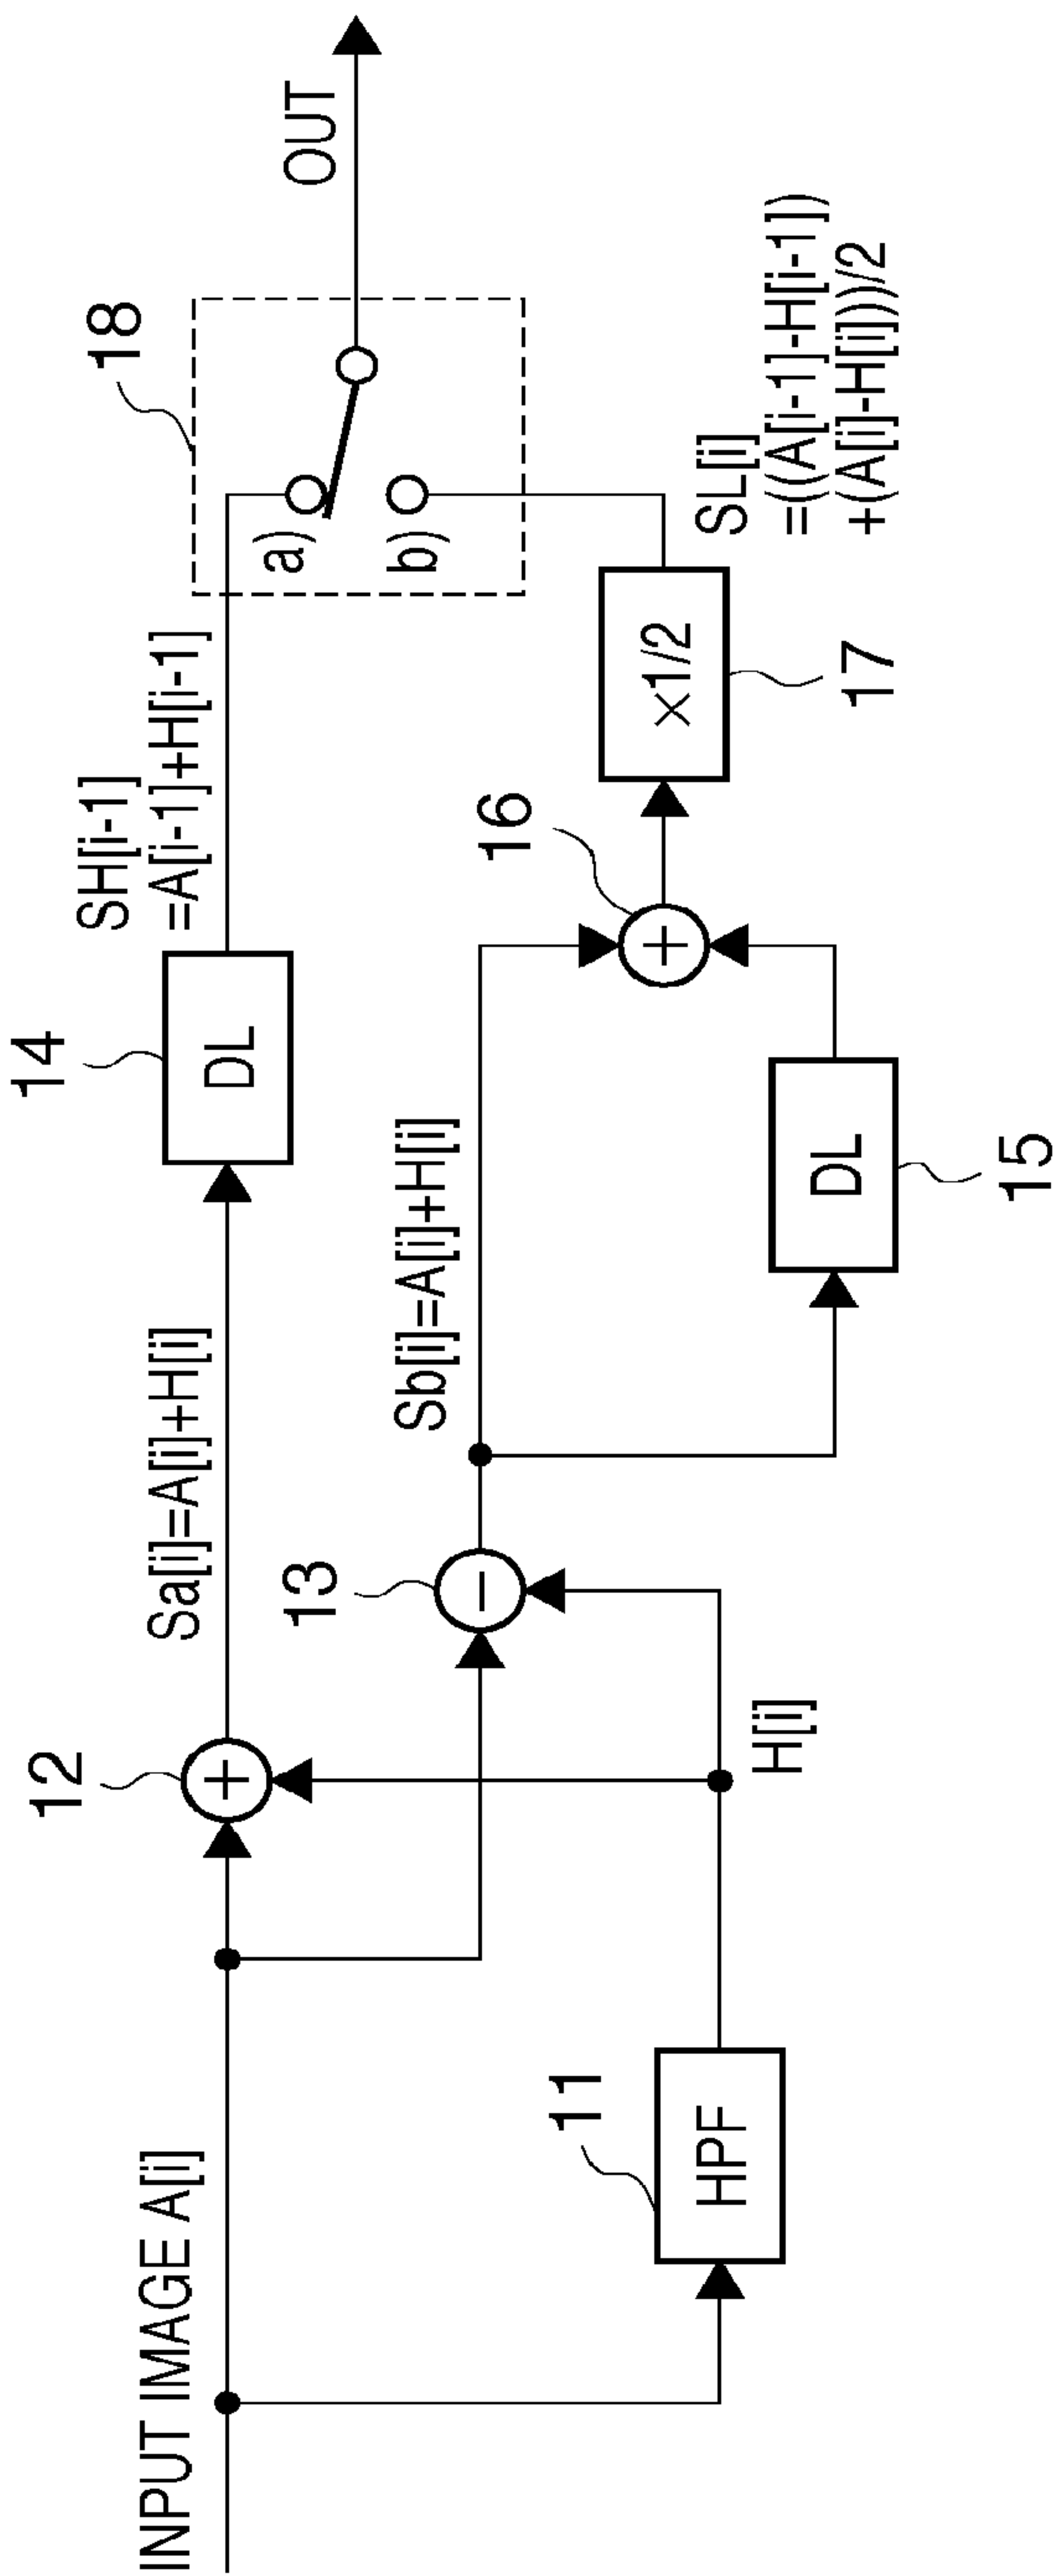 INPUT IMAGE A[i]
11
HPF
H[i]
12
+
Sa[i]=A[i]+H[i]
13
−
Sb[i]=A[i]+H[i]
14
DL
SH[i-1]
=A[i-1]+H[i-1]
15
DL
16
+
17
×1/2
SL[i]
=((A[i-1]-H[i-1])
+(A[i]-H[i]))/2
18
a)
b)
OUT